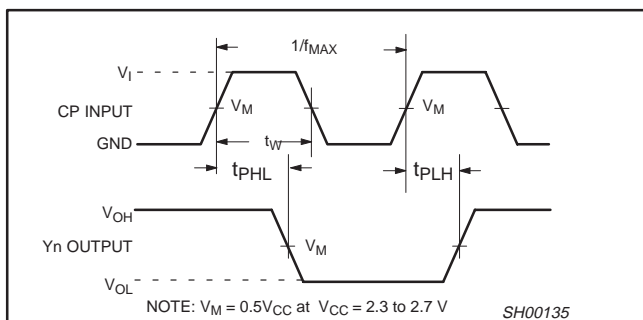 1/fMAX
VI
CP INPUT
VM
VM
GND
tW
tPHL
tPLH
VOH
Yn OUTPUT
VM
VOL
NOTE: VM = 0.5VCC at VCC = 2.3 to 2.7 V
SH00135